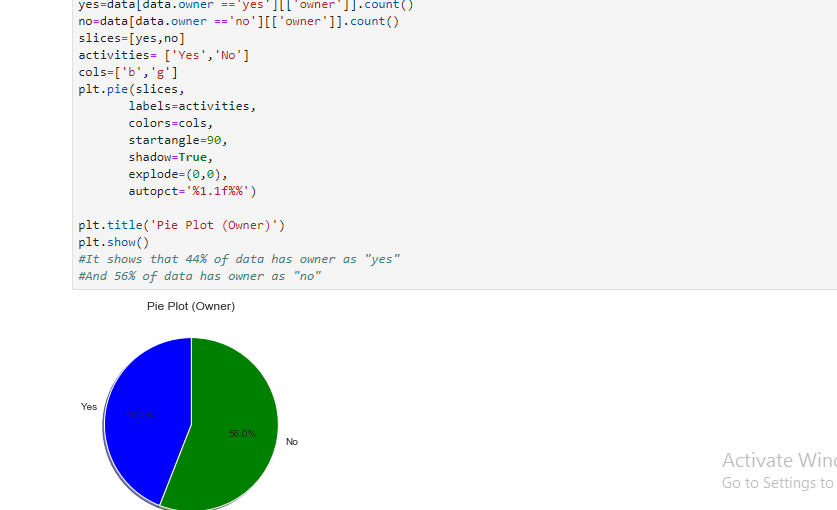 yes=data[data.owner =='yes'][['owner']].count()
no=data[data.owner =='no'][['owner']].count()
slices=[yes,no]
activities= ['Yes','No']
cols=['b','g']
plt.pie(slices,
labels=activities,
colors=cols,
startangle=90,
shadow=True,
explode=(0,0),
autopct='%1.1f%%')
plt.title('Pie Plot (Owner)')
plt.show()
#It shows that 44% of data has owner as "yes"
#And 56% of data has owner as "no"
Pie Plot (Owner)
Yes
56.0%
No
Activate Wind
Go to Settings to